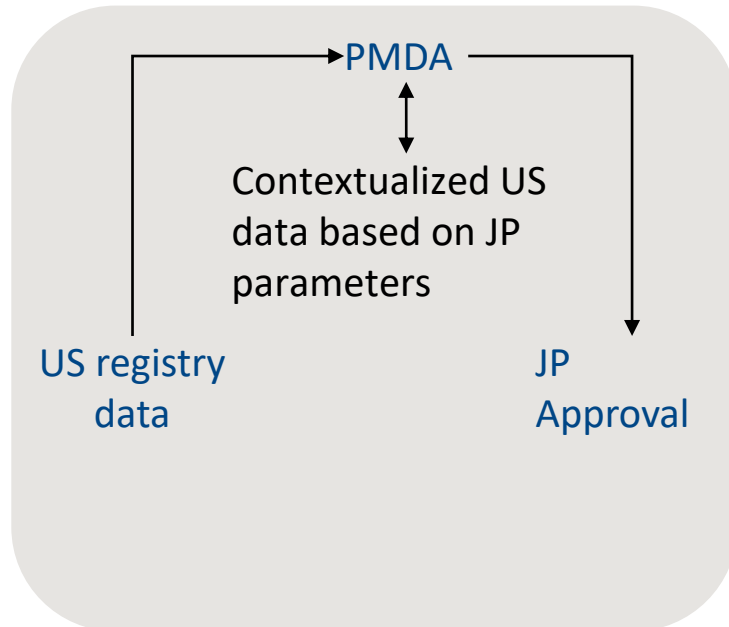 PMDA
Contextualized US
data based on JP
parameters
US registry
data
JP
Approval